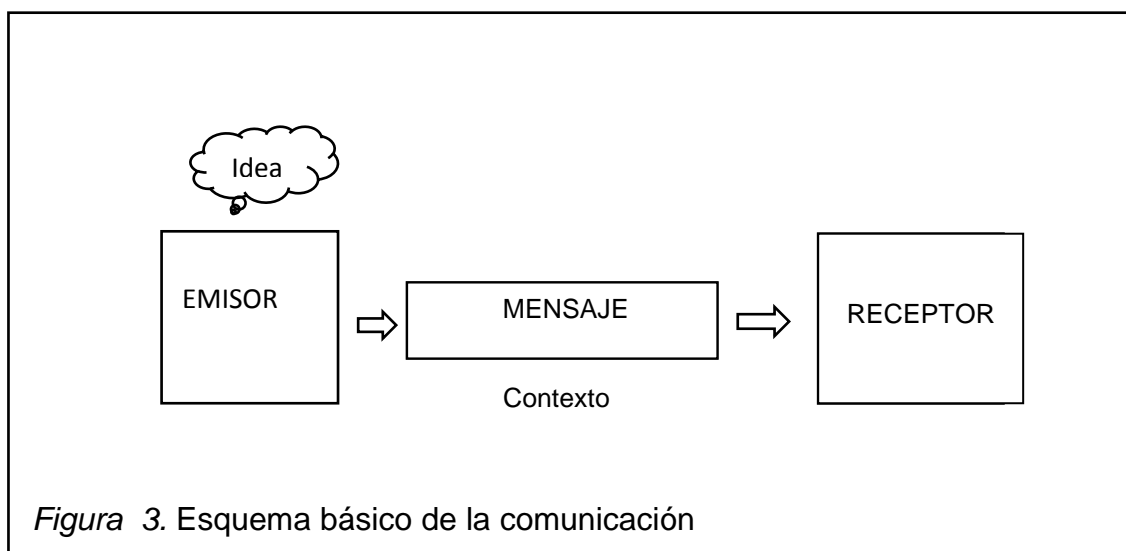 Idea
EMISOR
MENSAJE
RECEPTOR
Contexto
Figura 3. Esquema básico de la comunicación